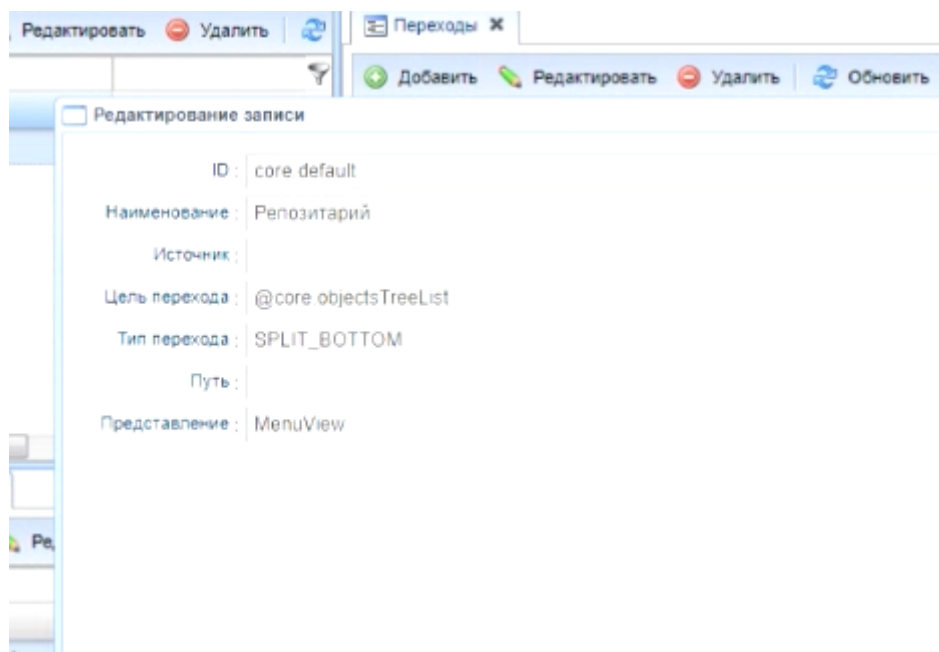 Редактировать Удалить
Переходы
Добавить Редактировать Удалить Обновить
Редактирование записи
ID : core.default
Наименование : Репозитарий
Источник :
Цель перехода : @core.objectsTreeList
Тип перехода : SPLIT_BOTTOM
Путь :
Представление : MenuView